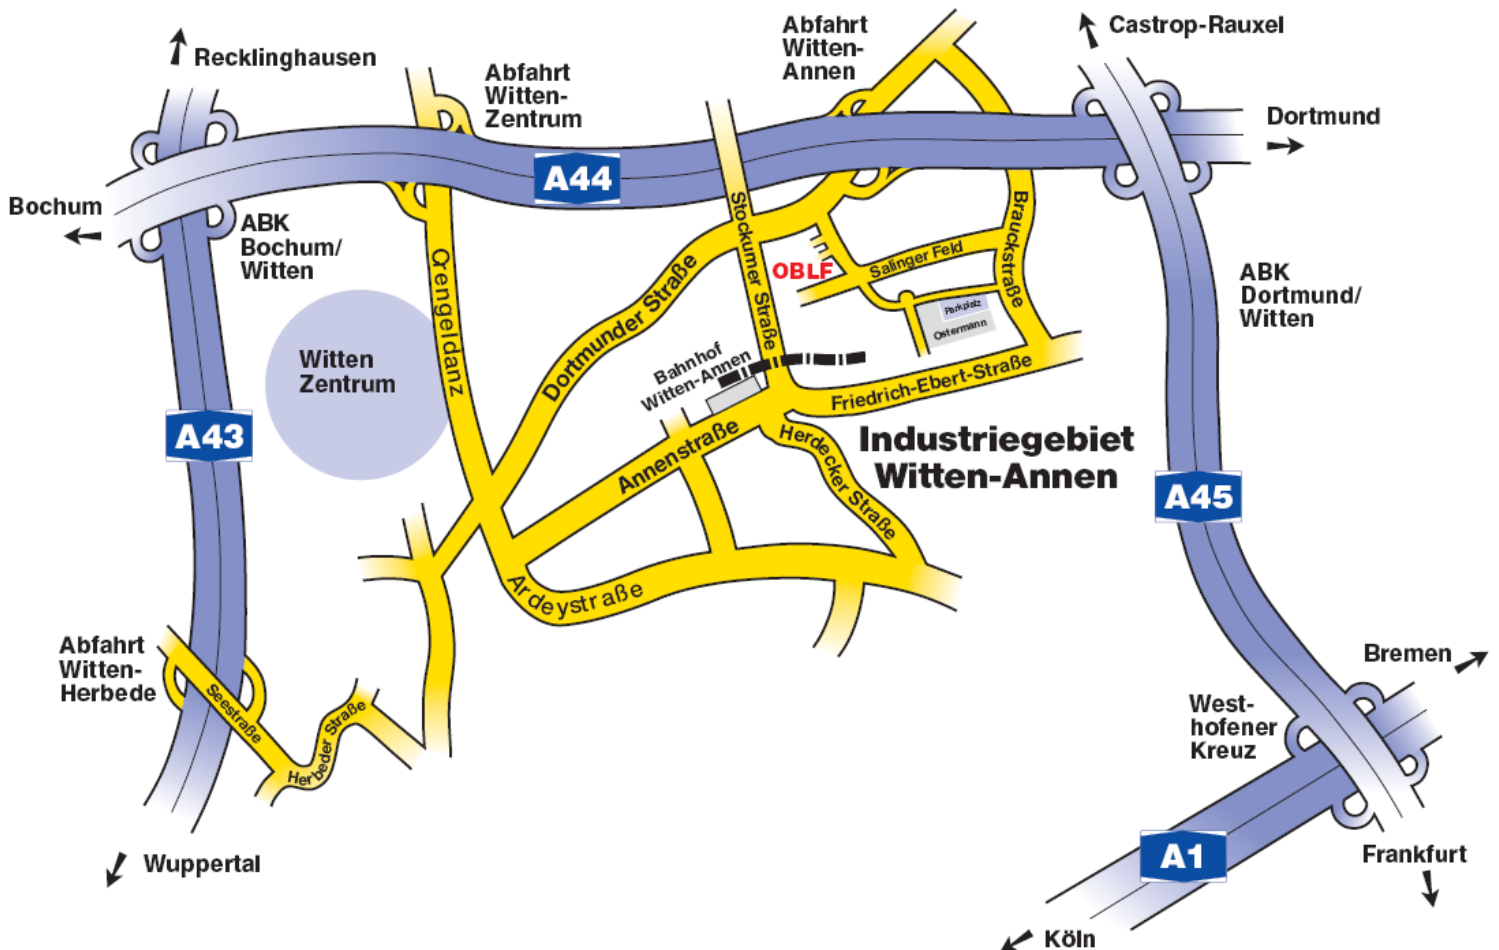 Recklinghausen
Abfahrt
Witten-
Zentrum
Abfahrt
Witten-
Annen
Castrop-Rauxel
Dortmund
A44
Bochum
ABK
Bochum/
Witten
Crengeldanz
Stockumer Straße
Brauckstraße
Salinger Feld
OBLF
Dortmunder Straße
Parkplatz
Ostermann
ABK
Dortmund/
Witten
Witten
Zentrum
Bahnhof
Witten-Annen
Friedrich-Ebert-Straße
A43
Annenstraße
Herdecker Straße
Industriegebiet
Witten-Annen
A45
Ardeystraße
Abfahrt
Witten-
Herbede
Seestraße
Herbeder Straße
Bremen
West-
hofener
Kreuz
A1
Wuppertal
Frankfurt
Köln